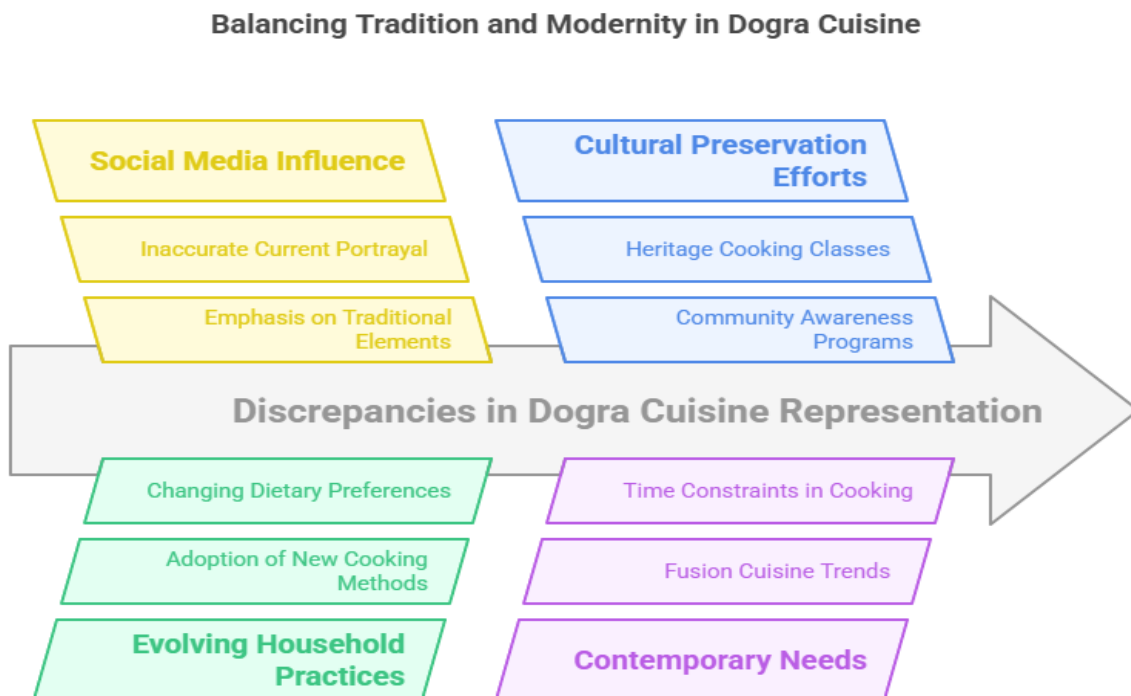 Balancing Tradition and Modernity in Dogra Cuisine
Social Media Influence
Inaccurate Current Portrayal
Emphasis on Traditional
Elements
Cultural Preservation
Efforts
Heritage Cooking Classes
Community Awareness
Programs
Discrepancies in Dogra Cuisine Representation
Changing Dietary Preferences
Adoption of New Cooking
Methods
Evolving Household
Practices
Time Constraints in Cooking
Fusion Cuisine Trends
Contemporary Needs